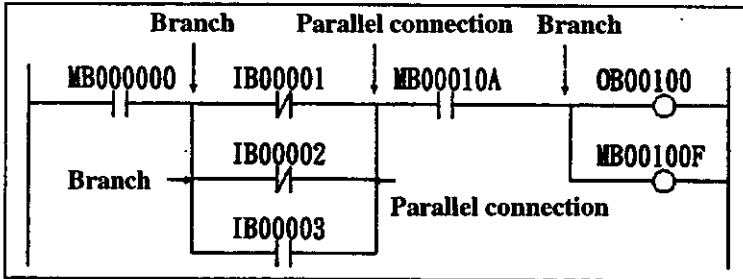 Branch Parallel connection Branch
MB000000 IB00001 MB00010A OB00100
IB00002 MB00100F
Branch
Parallel connection
IB00003